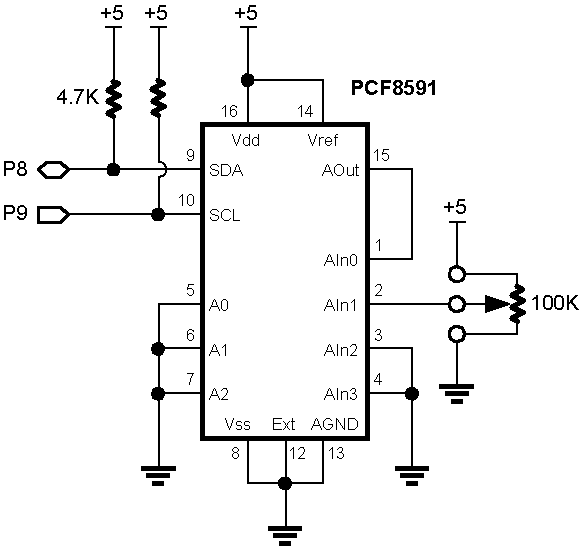 +5 +5 +5
PCF8591
4.7K
16 14
Vdd Vref
P8 9 SDA AOut 15
P9 10 SCL
+5
AIn0 1
5 A0 AIn1 2 100K
6 A1 AIn2 3
7 A2 AIn3 4
Vss Ext AGND
8 12 13